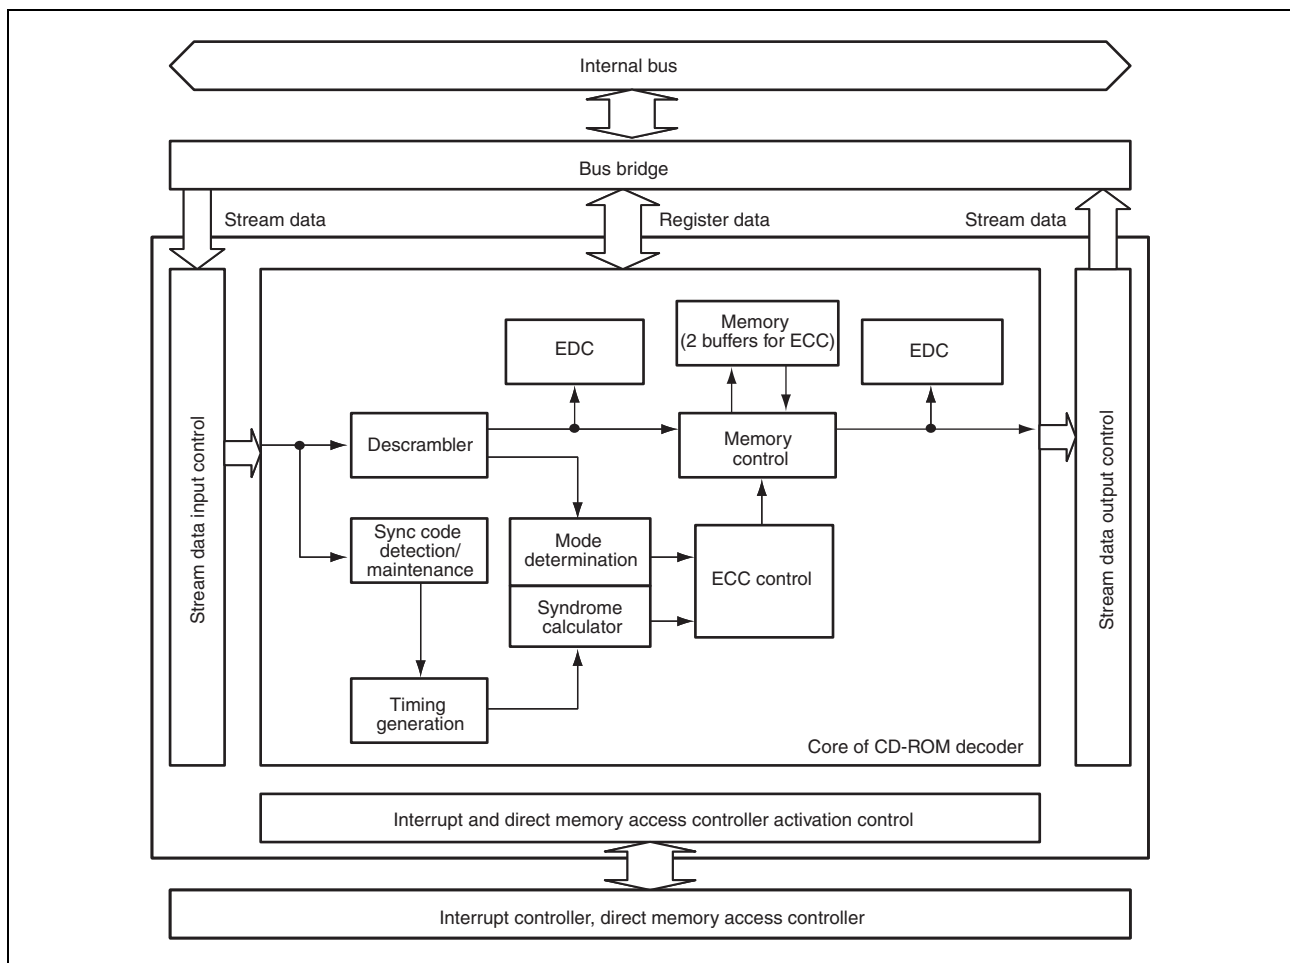 Internal bus
Bus bridge
Stream data
Register data
Stream data
Stream data input control
EDC
Memory
(2 buffers for ECC)
EDC
Descrambler
Memory
control
Sync code
detection/
maintenance
Mode
determination
ECC control
Syndrome
calculator
Timing
generation
Core of CD-ROM decoder
Stream data output control
Interrupt and direct memory access controller activation control
Interrupt controller, direct memory access controller